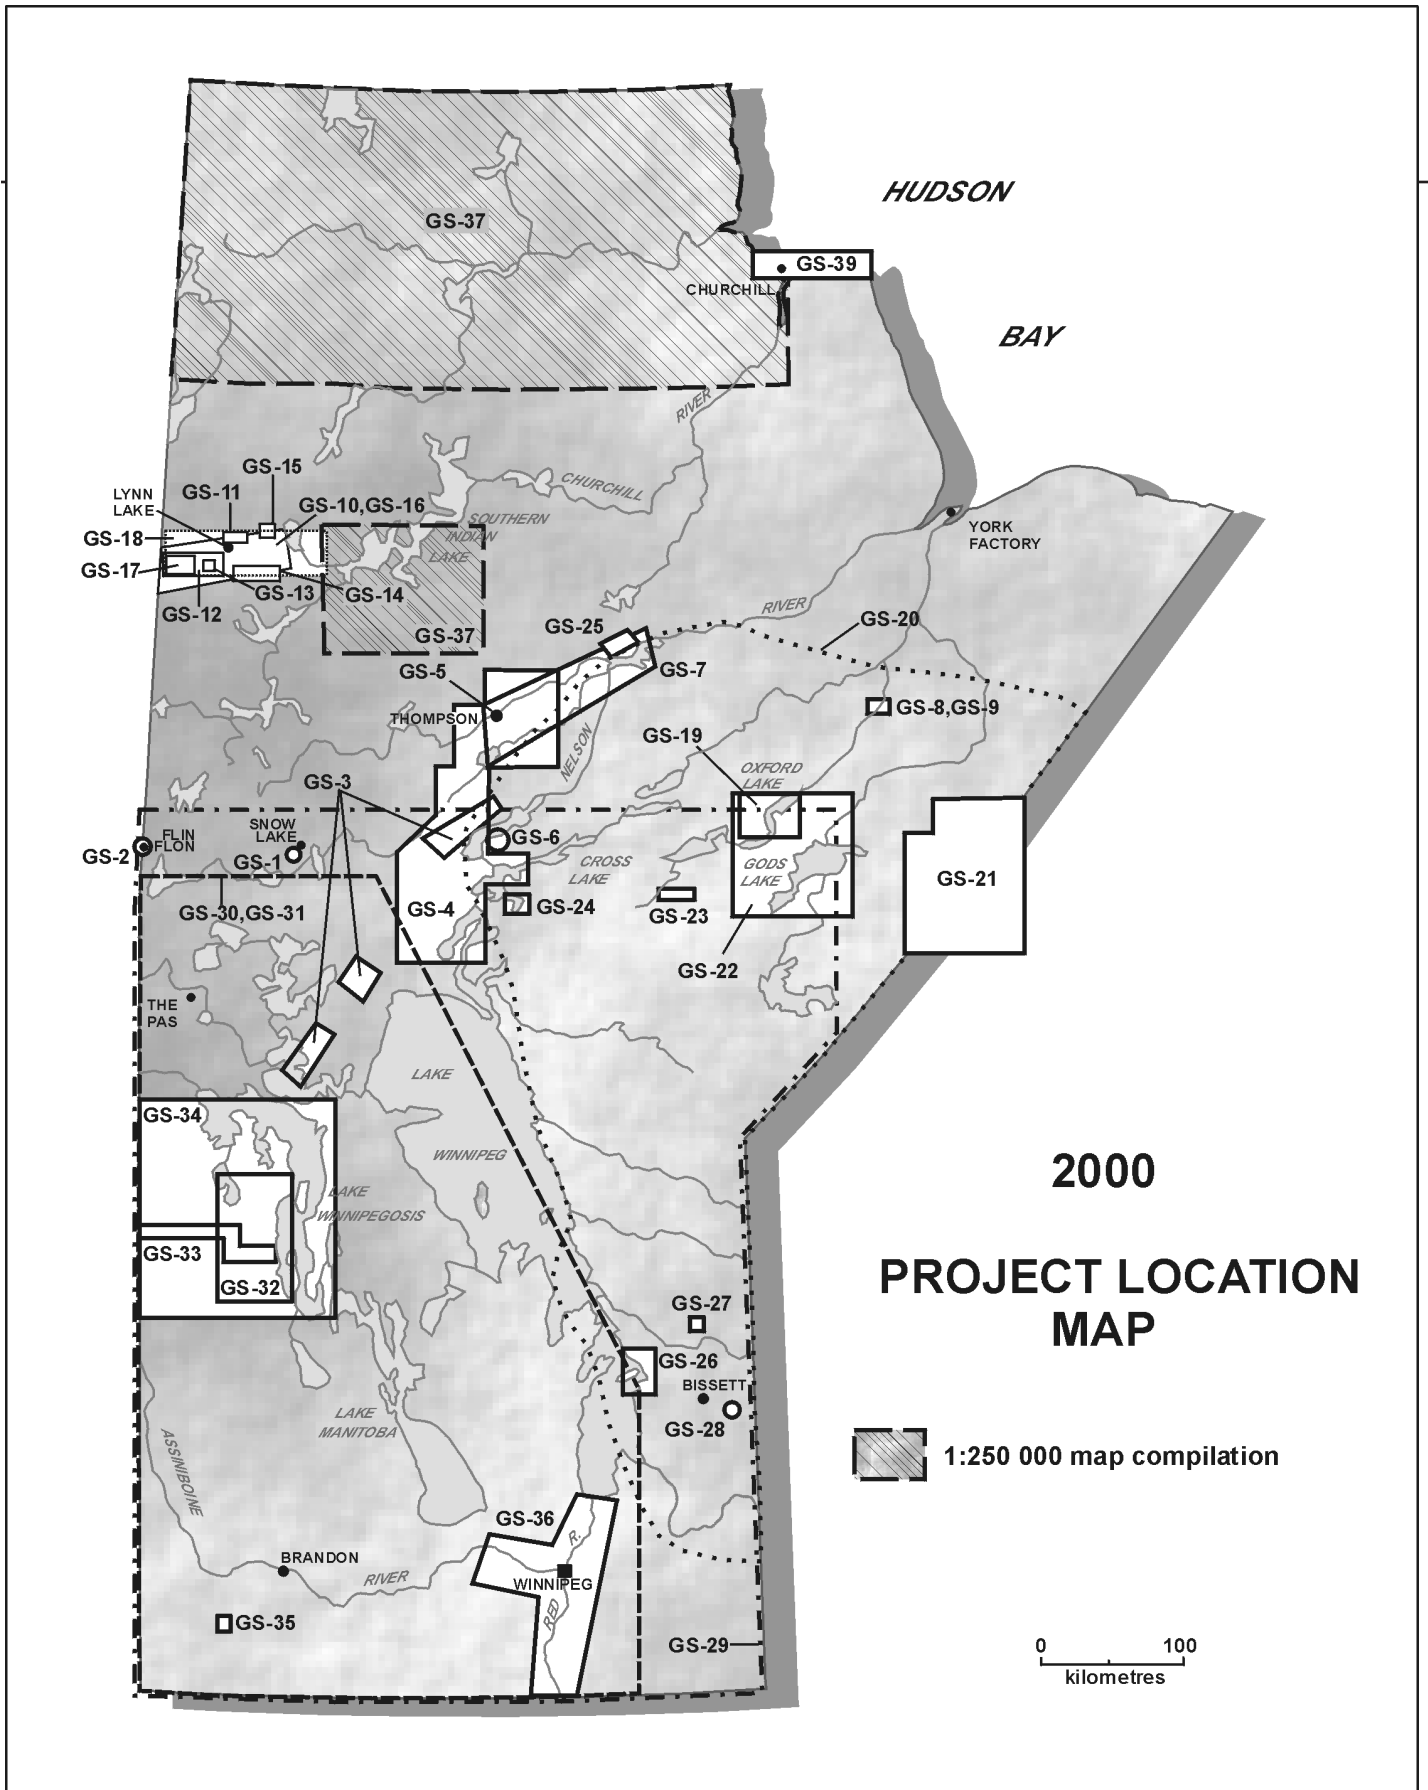 HUDSON
GS-37
GS-39
CHURCHILL
BAY
RIVER
GS-15
CHURCHILL
LYNN
LAKE
GS-11
GS-10,GS-16
SOUTHERN
INDIAN
LAKE
GS-18
YORK
FACTORY
GS-17
GS-13
GS-14
GS-12
RIVER
GS-20
GS-25
GS-37
GS-5
GS-7
THOMPSON
GS-8,GS-9
GS-19
NELSON
OXFORD
LAKE
GS-3
SNOW
LAKE
FLIN
FLON
GS-2
GS-1
GS-6
CROSS
LAKE
GODS
LAKE
GS-21
GS-30,GS-31
GS-4
GS-24
GS-23
GS-22
THE
PAS
LAKE
GS-34
WINNIPEG
2000
LAKE
WINNIPEGOSIS
GS-33
GS-32
PROJECT LOCATION
MAP
GS-27
GS-26
BISSETT
GS-28
LAKE
MANITOBA
ASSINIBOINE
1:250 000 map compilation
GS-36
R.
BRANDON
RIVER
WINNIPEG
RED
GS-35
GS-29
0 100
kilometres